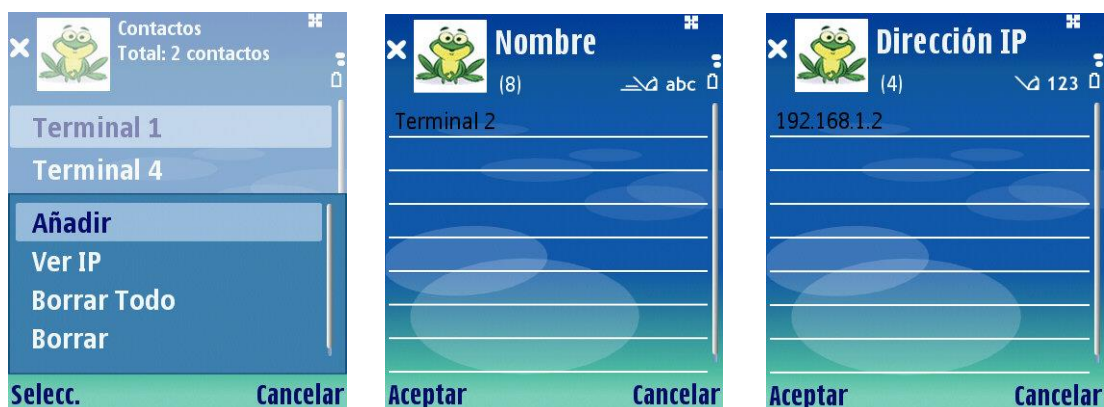 Contactos
Total: 2 contactos
Terminal 1
Terminal 4
Añadir
Ver IP
Borrar Todo
Borrar
Selecc. Cancelar
Nombre
(8) abc
Terminal 2
Aceptar Cancelar
Dirección IP
(4) 123
192.168.1.2
Aceptar Cancelar